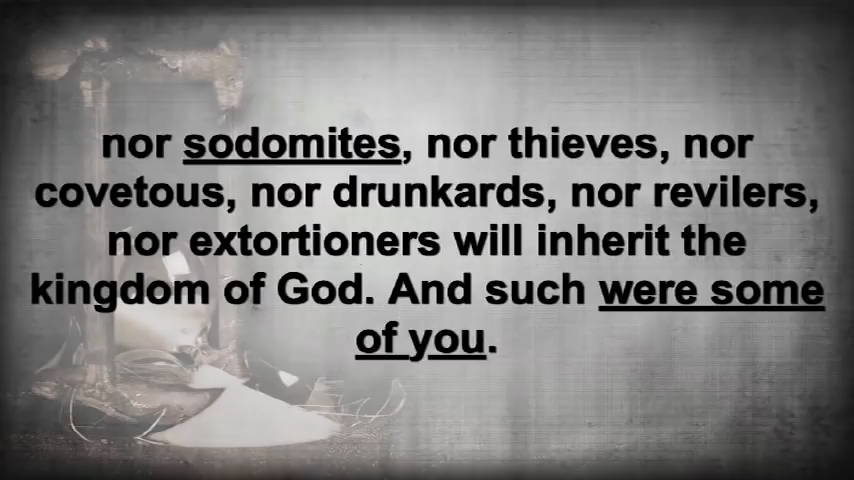 nor sodomites, nor thieves, nor
covetous, nor drunkards, nor revilers,
nor extortioners will inherit the
kingdom of God. And such were some
of you.